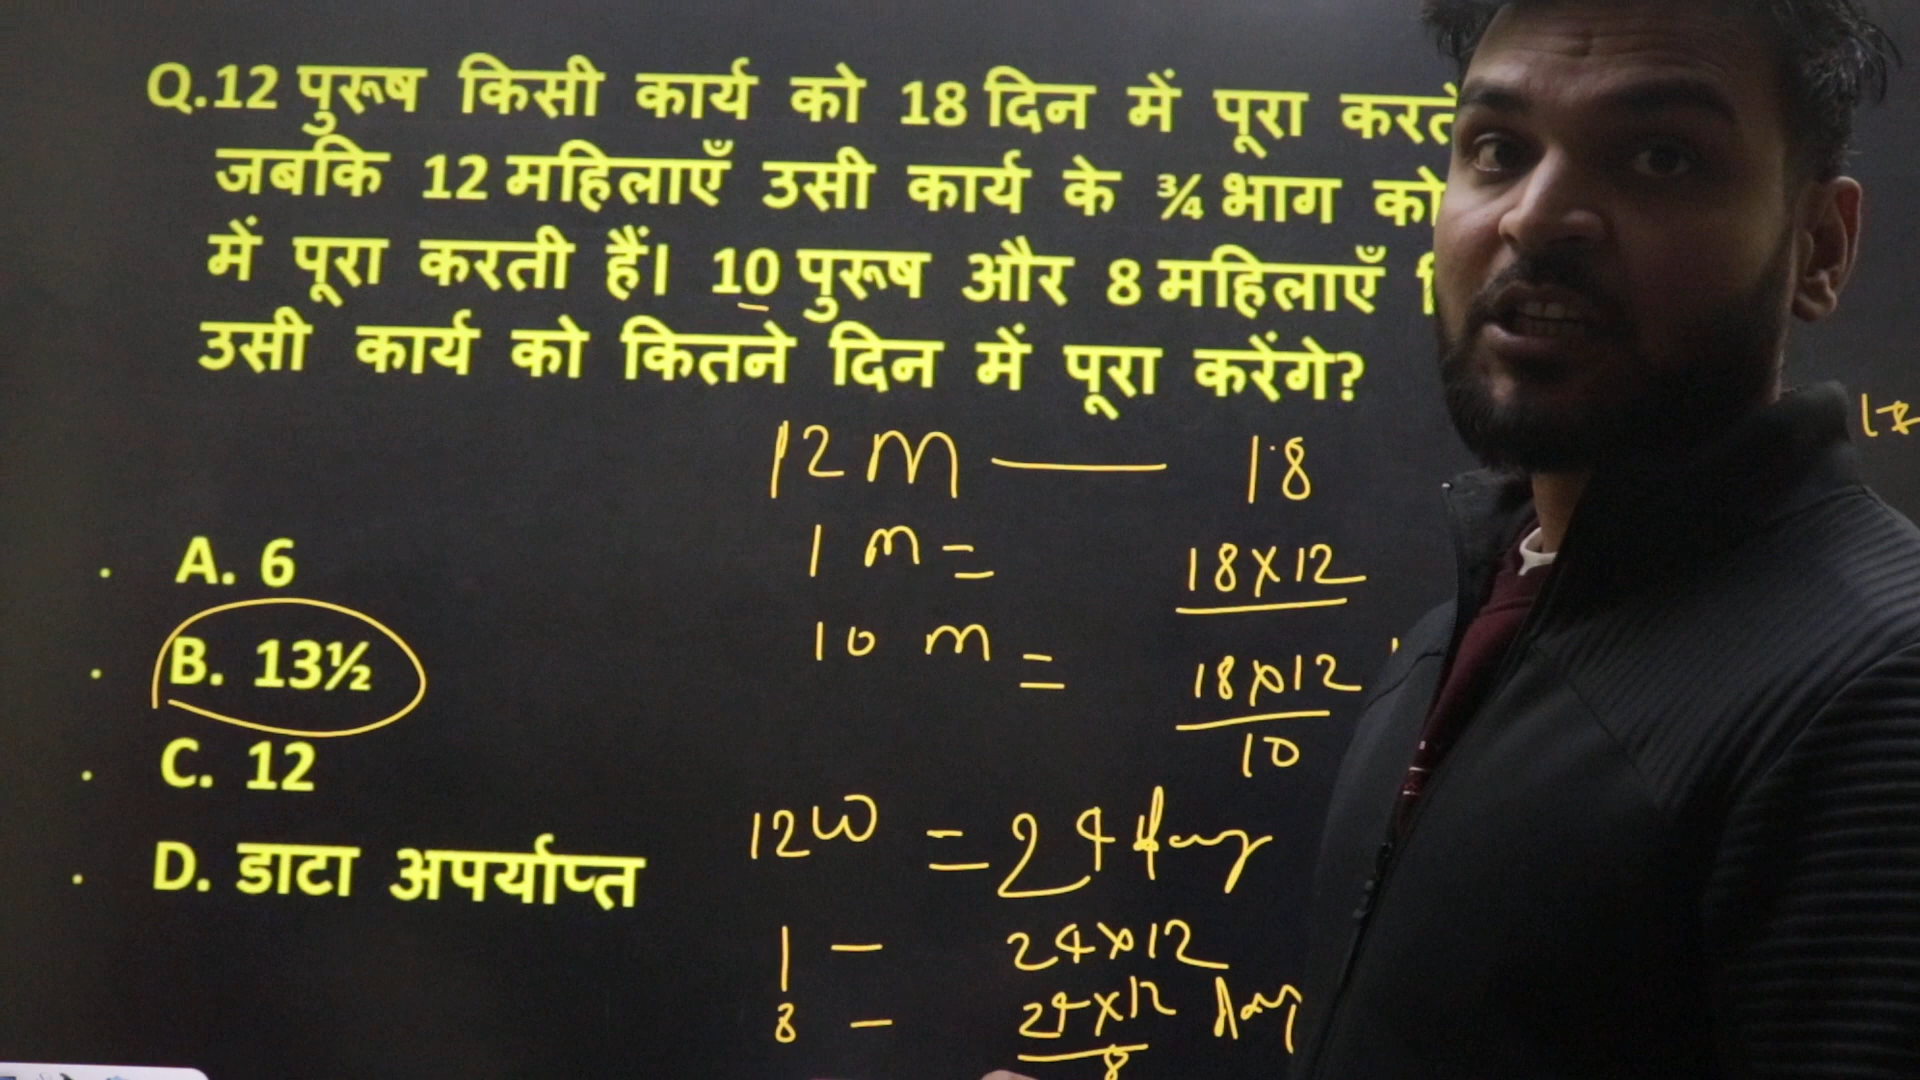 Q.12 पुरूष किसी कार्य को 18 दिन में पूरा करते
जबकि 12 महिलाएँ उसी कार्य के ¾ भाग को
में पूरा करती हैं। 10 पुरूष और 8 महिलाएँ
उसी कार्य को कितने दिन में पूरा करेंगे?
12 M — 18
1 m = 18×12
10 m = 18×12
10
A. 6
B. 13½
C. 12
D. डाटा अपर्याप्त
12W = 24 day
1 — 24×12
8 — 24×12 day
8